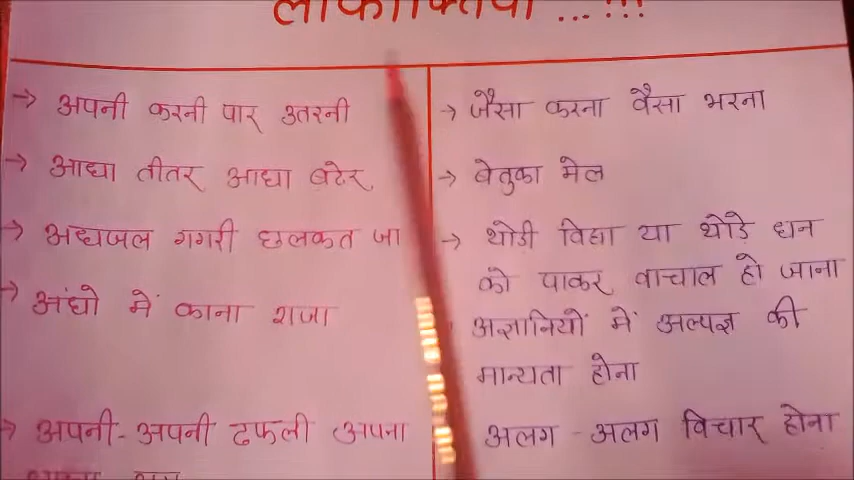 लोकोक्तियाँ ...!!!
→ अपनी करनी पार उतरनी
→ जैसा करना वैसा भरना
→ आधा तीतर आधा बटेर
→ बेतुका मेल
→ अधजल गगरी छलकत जा
→ थोड़ी विद्या या थोड़े धन
को पाकर वाचाल हो जाना
→ अंधो में काना राजा
अज्ञानियों में अल्पज्ञ की
मान्यता होना
→ अपनी-अपनी ढफली अपना
अलग-अलग विचार होना